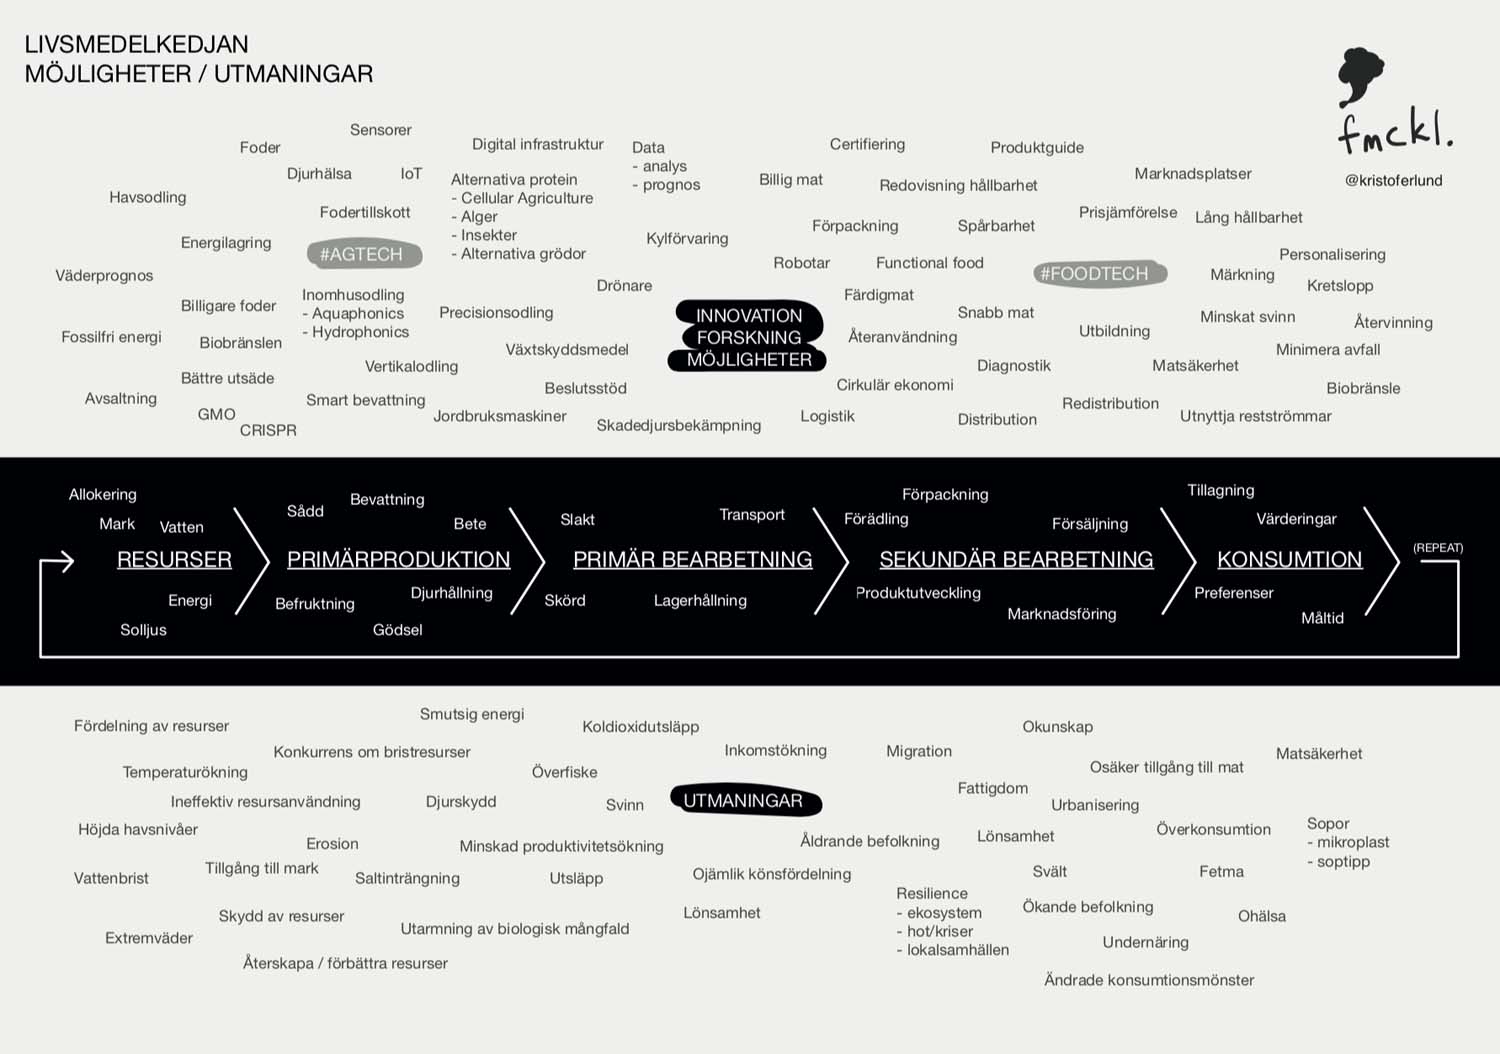 LIVSMEDELKEDJAN
MÖJLIGHETER / UTMANINGAR
fmckl.
@kristoferlund
Sensorer
Foder
Digital infrastruktur
Data
- analys
- prognos
Certifiering
Produktguide
Djurhälsa
IoT
Alternativa protein
- Cellular Agriculture
- Alger
- Insekter
- Alternativa grödor
Billig mat
Redovisning hållbarhet
Marknadsplatser
Havsodling
Fodertillskott
Kylförvaring
Förpackning
Spårbarhet
Prisjämförelse
Lång hållbarhet
Energilagring
#AGTECH
Robotar
Functional food
#FOODTECH
Personalisering
Märkning
Kretslopp
Väderprognos
Drönare
Färdigmat
Billigare foder
Inomhusodling
- Aquaphonics
- Hydrophonics
Precisionsodling
INNOVATION
FORSKNING
MÖJLIGHETER
Snabb mat
Utbildning
Minskat svinn
Återvinning
Fossilfri energi
Biobränslen
Växtskyddsmedel
Återanvändning
Minimera avfall
Vertikalodling
Diagnostik
Matsäkerhet
Bättre utsäde
Beslutsstöd
Cirkulär ekonomi
Biobränsle
Avsaltning
Smart bevattning
Redistribution
GMO
CRISPR
Jordbruksmaskiner
Skadedjursbekämpning
Logistik
Distribution
Utnyttja restströmmar
Allokering
Mark
Vatten
RESURSER
Energi
Solljus
Sådd
Bevattning
Bete
PRIMÄRPRODUKTION
Befruktning
Djurhållning
Gödsel
Slakt
Transport
PRIMÄR BEARBETNING
Skörd
Lagerhållning
Förpackning
Förädling
Försäljning
SEKUNDÄR BEARBETNING
Produktutveckling
Marknadsföring
Tillagning
Värderingar
KONSUMTION
Preferenser
Måltid
(REPEAT)
Fördelning av resurser
Smutsig energi
Koldioxidutsläpp
Okunskap
Konkurrens om bristresurser
Inkomstökning
Migration
Matsäkerhet
Temperaturökning
Överfiske
Osäker tillgång till mat
Ineffektiv resursanvändning
Djurskydd
Svinn
UTMANINGAR
Fattigdom
Urbanisering
Höjda havsnivåer
Erosion
Minskad produktivitetsökning
Åldrande befolkning
Lönsamhet
Överkonsumtion
Sopor
- mikroplast
- soptipp
Vattenbrist
Tillgång till mark
Saltinträngning
Utsläpp
Ojämlik könsfördelning
Svält
Fetma
Skydd av resurser
Lönsamhet
Resilience
- ekosystem
- hot/kriser
- lokalsamhällen
Ökande befolkning
Ohälsa
Extremväder
Utarmning av biologisk mångfald
Undernäring
Återskapa / förbättra resurser
Ändrade konsumtionsmönster